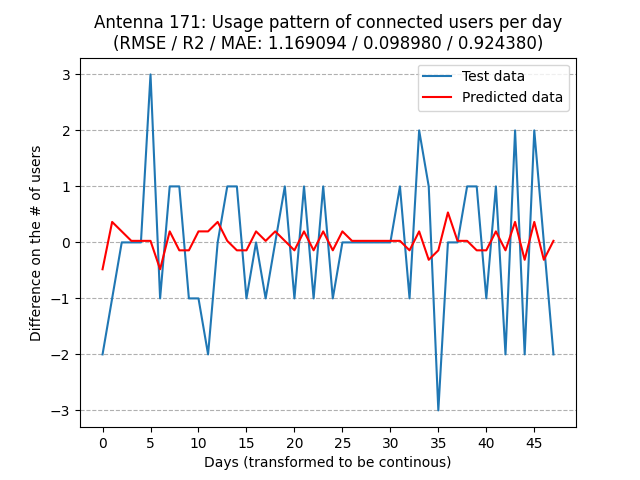 Antenna 171: Usage pattern of connected users per day
(RMSE / R2 / MAE: 1.169094 / 0.098980 / 0.924380)
Test data
Predicted data
3
2
1
0
−1
−2
−3
Difference on the # of users
0 5 10 15 20 25 30 35 40 45
Days (transformed to be continous)